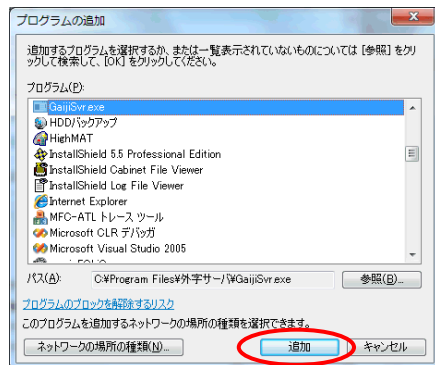 プログラムの追加
追加するプログラムを選択するか、または一覧表示されていないものについては [参照] をクリ
ックして検索して、[OK] をクリックしてください。
プログラム(P):
GaijiSvr.exe
HDDバックアップ
HighMAT
InstallShield 5.5 Professional Edition
InstallShield Cabinet File Viewer
InstallShield Log File Viewer
Internet Explorer
MFC-ATL トレース ツール
Microsoft CLR デバッガ
Microsoft Visual Studio 2005
パス(A):
C:¥Program Files¥外字サーバ¥GaijiSvr.exe
参照(B)...
プログラムのブロックを解除するリスク
このプログラムを追加するネットワークの場所の種類を選択できます。
ネットワークの場所の種類(N)...
追加
キャンセル